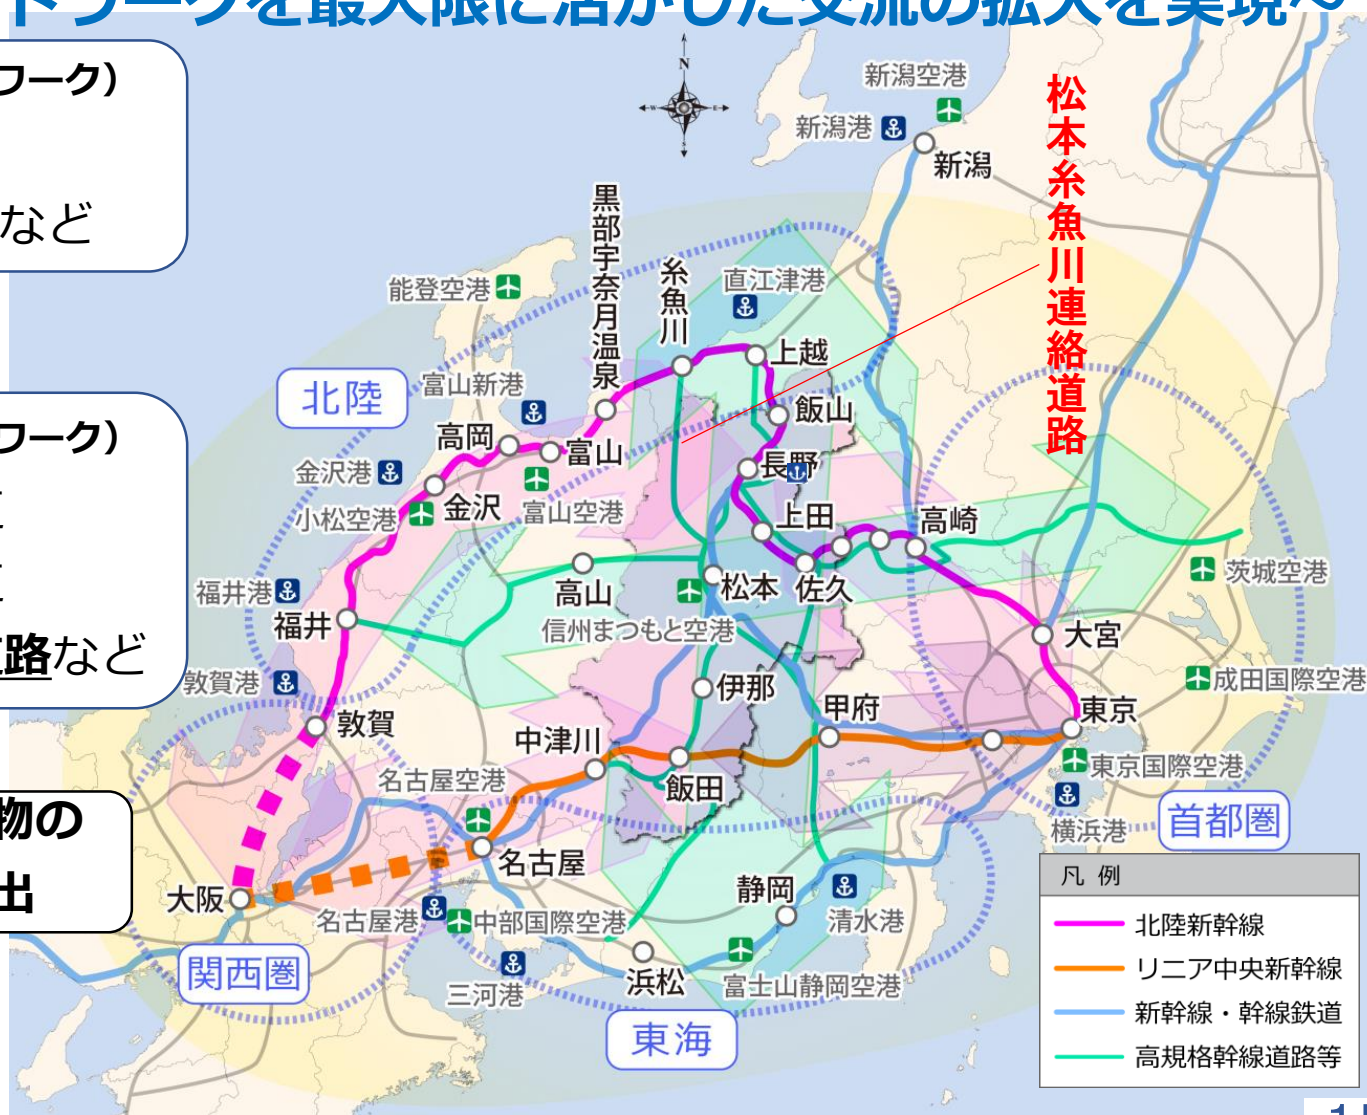 トワークを最大限に活かした交流の拡大を実現～
ワーク）
など
ワーク）
路など
物の
出
N
W
E
S
松本糸魚川連絡道路
新潟空港
新潟港
新潟
黒部宇奈月温泉
糸魚川
直江津港
能登空港
上越
北陸
富山新港
飯山
高岡
富山
長野
金沢港
金沢
富山空港
小松空港
上田
高崎
福井港
高山
松本
佐久
茨城空港
福井
信州まつもと空港
大宮
敦賀港
伊那
成田国際空港
敦賀
中津川
甲府
東京
名古屋空港
飯田
東京国際空港
横浜港
首都圏
名古屋
大阪
静岡
名古屋港
中部国際空港
清水港
関西圏
三河港
浜松
富士山静岡空港
東海
凡 例
北陸新幹線
リニア中央新幹線
新幹線・幹線鉄道
高規格幹線道路等